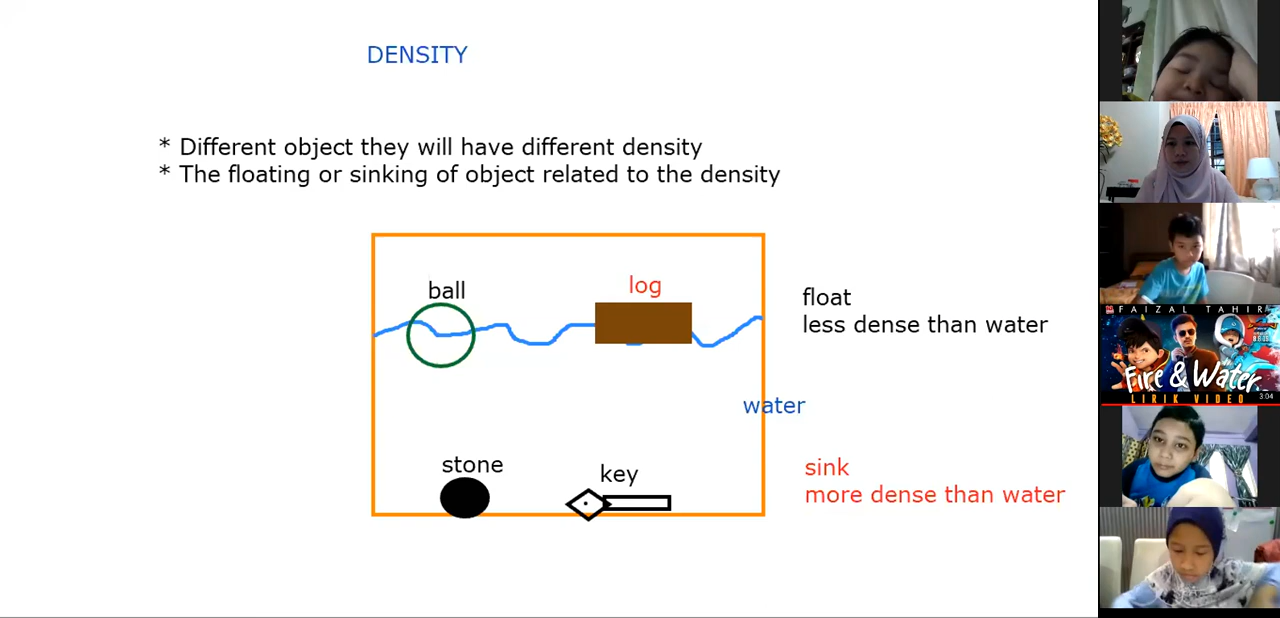 DENSITY
* Different object they will have different density
* The floating or sinking of object related to the density
ball
log
float
less dense than water
water
stone
key
sink
more dense than water
FAIZAL TAHIR
Fire & Water
LIRIK VIDEO
3:04